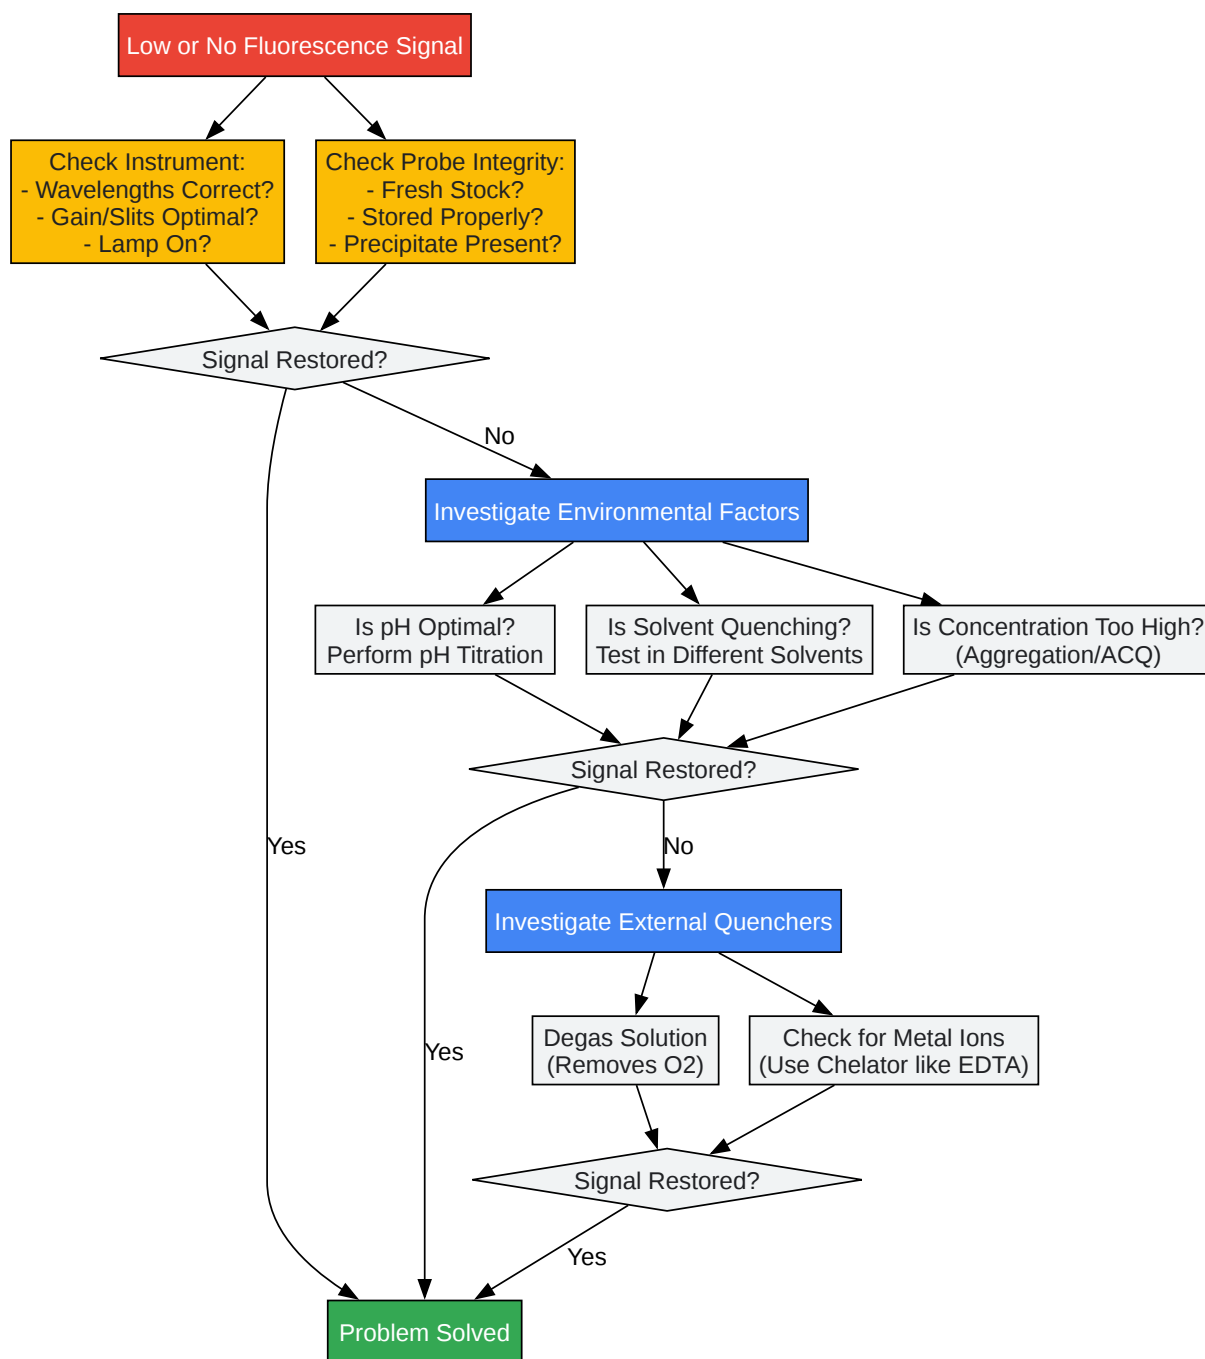 Low or No Fluorescence Signal
Check Instrument:
- Wavelengths Correct?
- Gain/Slits Optimal?
- Lamp On?
Check Probe Integrity:
- Fresh Stock?
- Stored Properly?
- Precipitate Present?
Signal Restored?
No
Investigate Environmental Factors
Is pH Optimal?
Perform pH Titration
Is Solvent Quenching?
Test in Different Solvents
Is Concentration Too High?
(Aggregation/ACQ)
Signal Restored?
Yes
No
Investigate External Quenchers
Yes
Degas Solution
(Removes O2)
Check for Metal Ions
(Use Chelator like EDTA)
Signal Restored?
Yes
Problem Solved